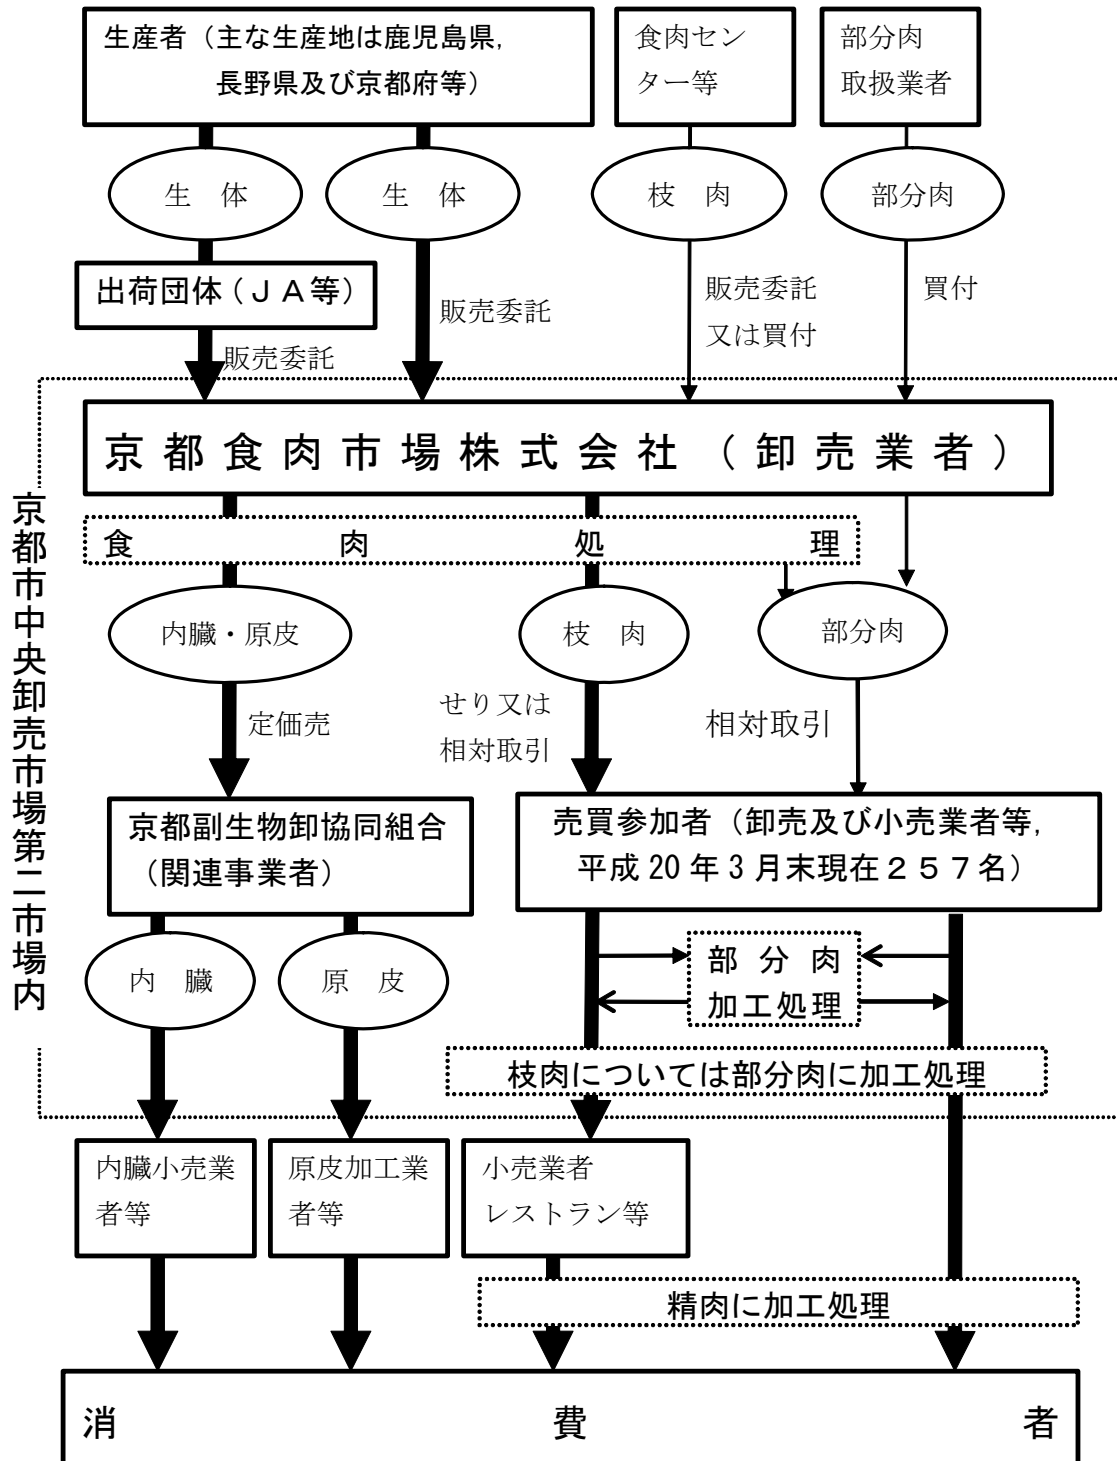 生産者（主な生産地は鹿児島県，
長野県及び京都府等）
食肉セン
ター等
部分肉
取扱業者
生　体
生　体
枝　肉
部分肉
出荷団体（ＪＡ等）
販売委託
販売委託
販売委託
又は買付
買付
京都食肉市場株式会社（卸売業者）
京都市中央卸売市場第二市場内
食肉処理
内臓・原皮
枝　肉
部分肉
定価売
せり又は
相対取引
相対取引
京都副生物卸協同組合
（関連事業者）
売買参加者（卸売及び小売業者等，
平成 20 年 3 月末現在２５７名）
内　臓
原　皮
部 分 肉
加工処理
枝肉については部分肉に加工処理
内臓小売業
者等
原皮加工業
者等
小売業者
レストラン等
精肉に加工処理
消費者